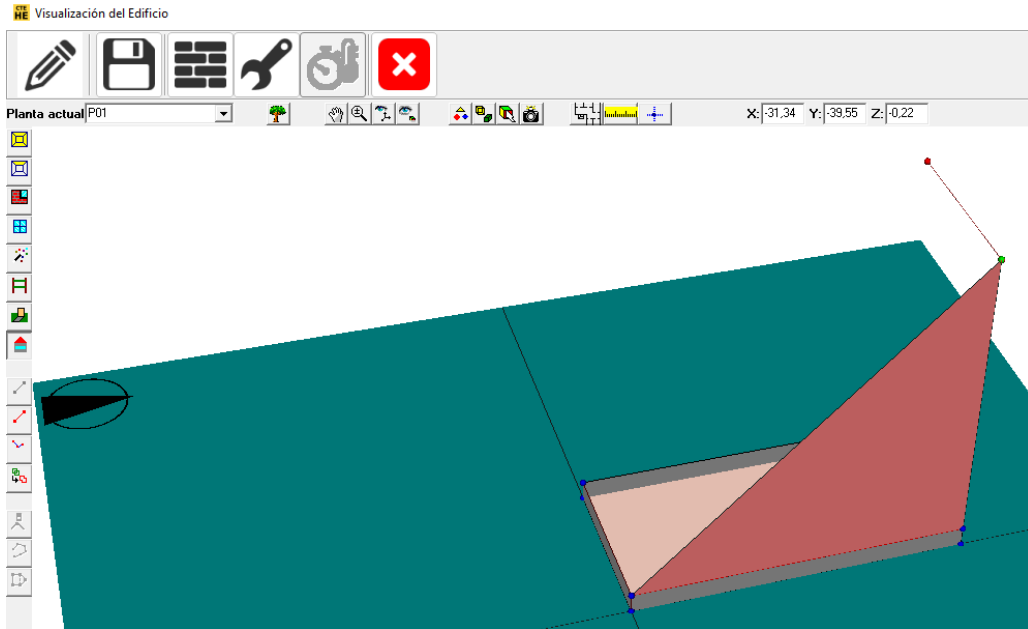 CTE
HE Visualización del Edificio
Planta actual P01 X: -31,34 Y: -39,55 Z: -0,22